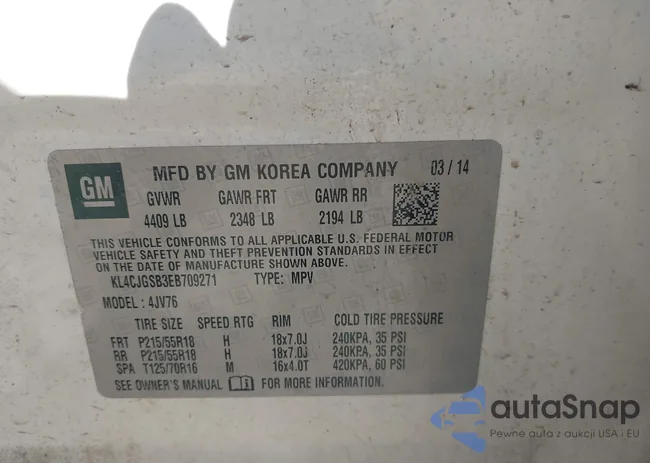 GM MFD BY GM KOREA COMPANY 03 / 14
GVWR GAWR FRT GAWR RR
4409 LB 2348 LB 2194 LB
THIS VEHICLE CONFORMS TO ALL APPLICABLE U.S. FEDERAL MOTOR
VEHICLE SAFETY AND THEFT PREVENTION STANDARDS IN EFFECT
ON THE DATE OF MANUFACTURE SHOWN ABOVE.
KL4CJGSB3EB709271 TYPE: MPV
MODEL: 4JV76
TIRE SIZE SPEED RTG RIM COLD TIRE PRESSURE
FRT P215/55R18 H 18x7.0J 240KPA, 35 PSI
RR P215/55R18 H 18x7.0J 240KPA, 35 PSI
SPA T125/70R16 M 16x4.0T 420KPA, 60 PSI
SEE OWNER'S MANUAL FOR MORE INFORMATION.
autaSnap
Pewne auta z aukcji USA i EU